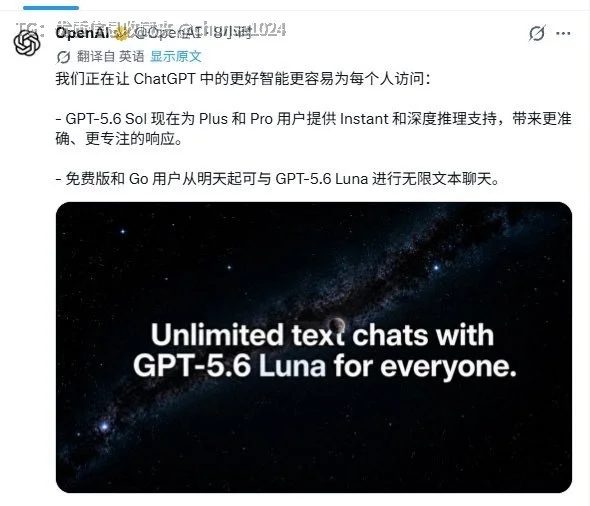 OpenAI @OpenAI · 8小时
翻译自 英语 显示原文
我们正在让 ChatGPT 中的更好智能更容易为每个人访问：
- GPT-5.6 Sol 现在为 Plus 和 Pro 用户提供 Instant 和深度推理支持，带来更准
确、更专注的响应。
- 免费版和 Go 用户从明天起可与 GPT-5.6 Luna 进行无限文本聊天。
Unlimited text chats with
GPT-5.6 Luna for everyone.